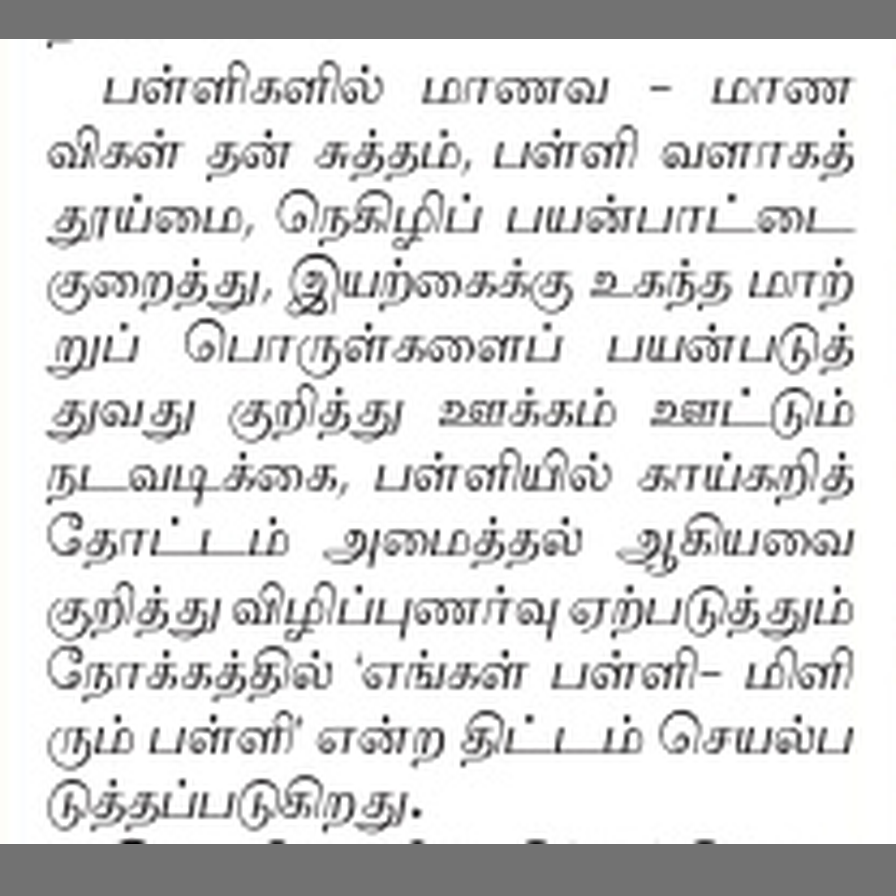 பள்ளிகளில் மாணவ – மாண
விகள் தன் சுத்தம், பள்ளி வளாகத்
தூய்மை, நெகிழிப் பயன்பாட்டை
குறைத்து, இயற்கைக்கு உகந்த மாற்
றுப் பொருள்களைப் பயன்படுத்
துவது குறித்து ஊக்கம் ஊட்டும்
நடவடிக்கை, பள்ளியில் காய்கறித்
தோட்டம் அமைத்தல் ஆகியவை
குறித்து விழிப்புணர்வு ஏற்படுத்தும்
நோக்கத்தில் 'எங்கள் பள்ளி– மிளி
ரும் பள்ளி' என்ற திட்டம் செயல்ப
டுத்தப்படுகிறது.